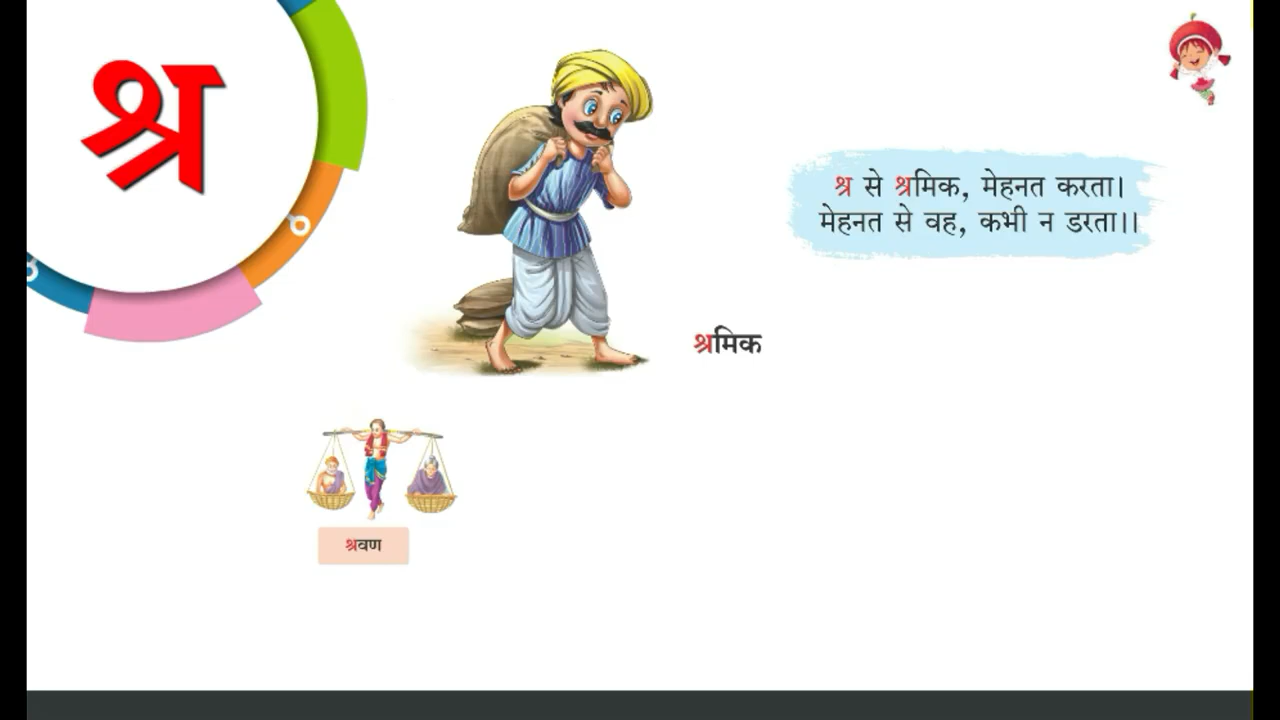 श्र
श्र से श्रमिक, मेहनत करता।
मेहनत से वह, कभी न डरता।।
श्रमिक
श्रवण